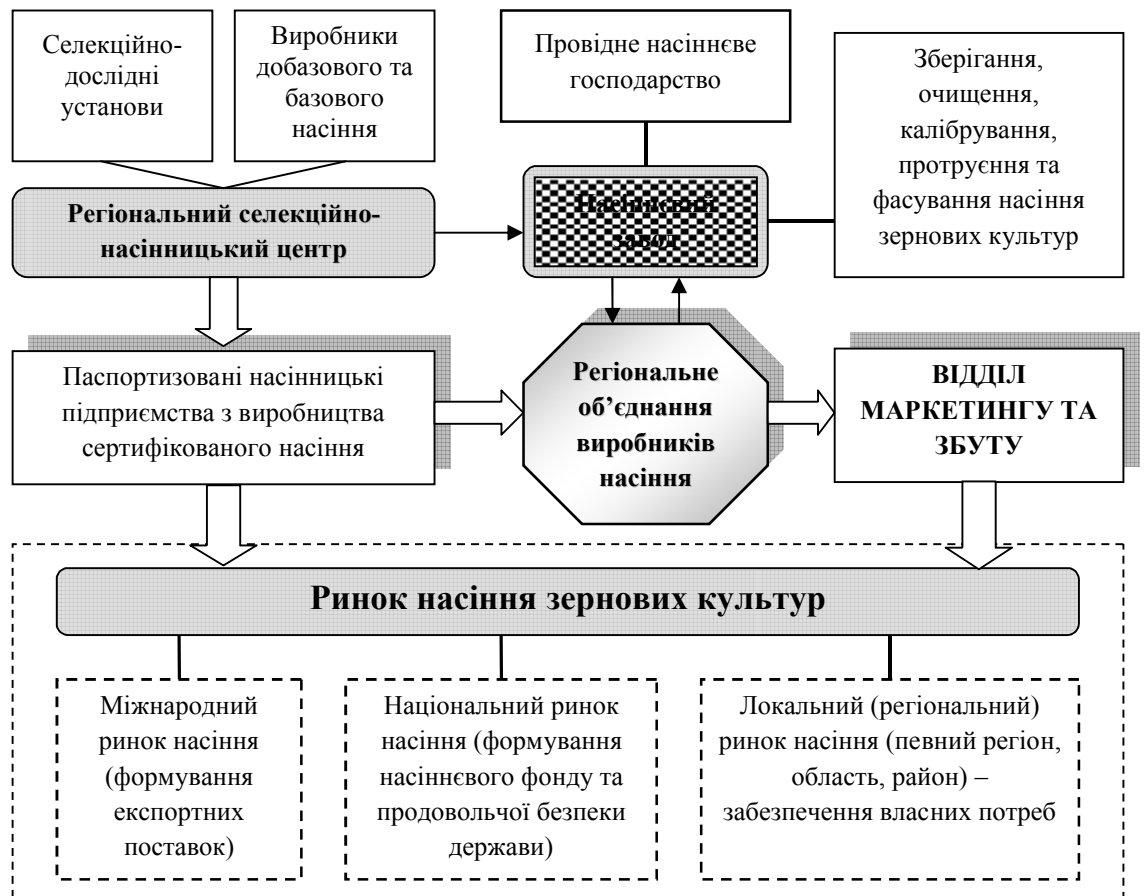 Селекційно-
дослідні
установи
Виробники
добазового та
базового
насіння
Провідне насіннєве
господарство
Зберігання,
очищення,
калібрування,
протруєння та
фасування насіння
зернових культур
Регіональний селекційно-
насінницький центр
Насіннєвий
завод
Паспортизовані насінницькі
підприємства з виробництва
сертифікованого насіння
Регіональне
об’єднання
виробників
насіння
ВІДДІЛ
МАРКЕТИНГУ ТА
ЗБУТУ
Ринок насіння зернових культур
Міжнародний
ринок насіння
(формування
експортних
поставок)
Національний ринок
насіння (формування
насіннєвого фонду та
продовольчої безпеки
держави)
Локальний (регіональний)
ринок насіння (певний регіон,
область, район) –
забезпечення власних потреб